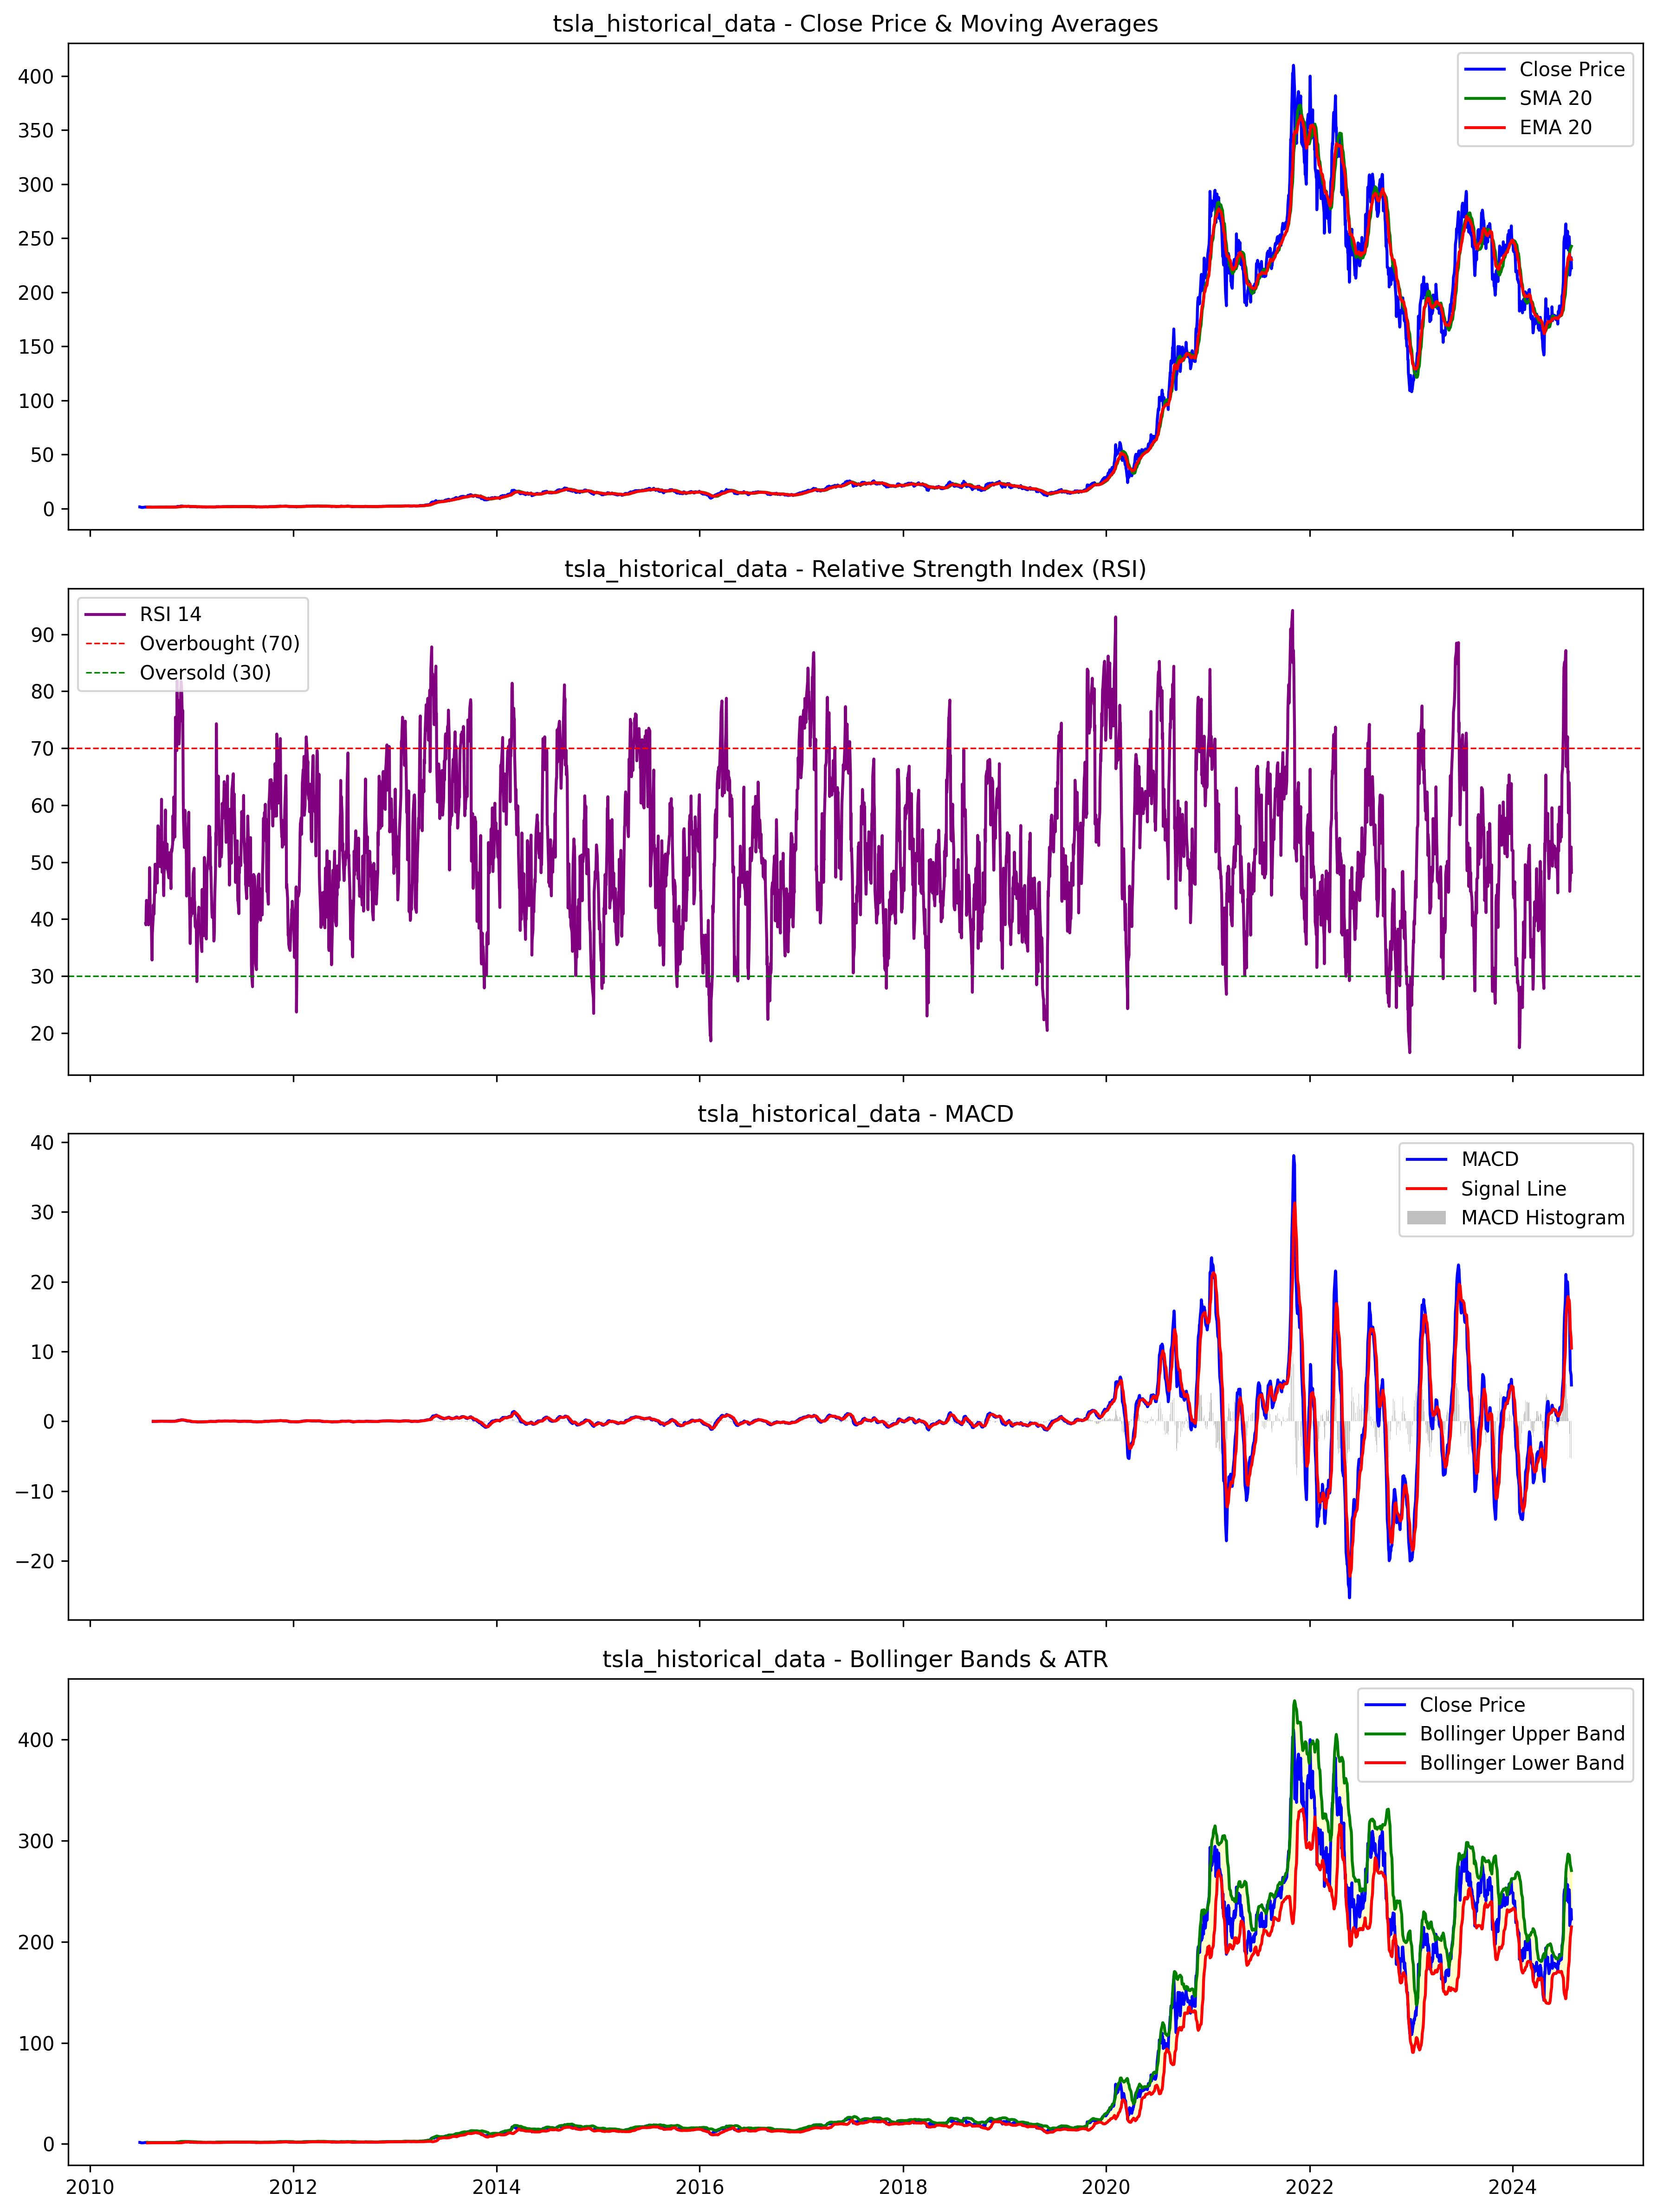 tsla_historical_data - Close Price & Moving Averages
400
350
300
250
200
150
100
50
0
Close Price
SMA 20
EMA 20
tsla_historical_data - Relative Strength Index (RSI)
90
80
70
60
50
40
30
20
RSI 14
Overbought (70)
Oversold (30)
tsla_historical_data - MACD
40
30
20
10
0
−10
−20
MACD
Signal Line
MACD Histogram
tsla_historical_data - Bollinger Bands & ATR
400
300
200
100
0
Close Price
Bollinger Upper Band
Bollinger Lower Band
2010 2012 2014 2016 2018 2020 2022 2024